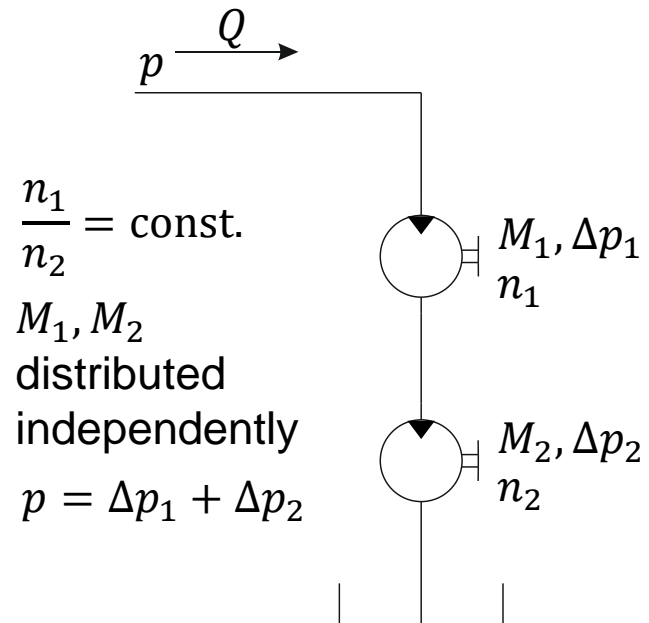 Q
p
n₁/n₂ = const.
M₁, M₂
distributed
independently
p = Δp₁ + Δp₂
M₁, Δp₁
n₁
M₂, Δp₂
n₂